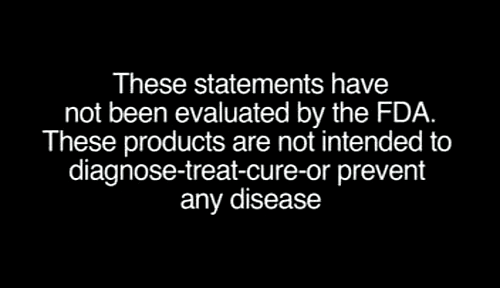 These statements have
not been evaluated by the FDA.
These products are not intended to
diagnose-treat-cure-or prevent
any disease